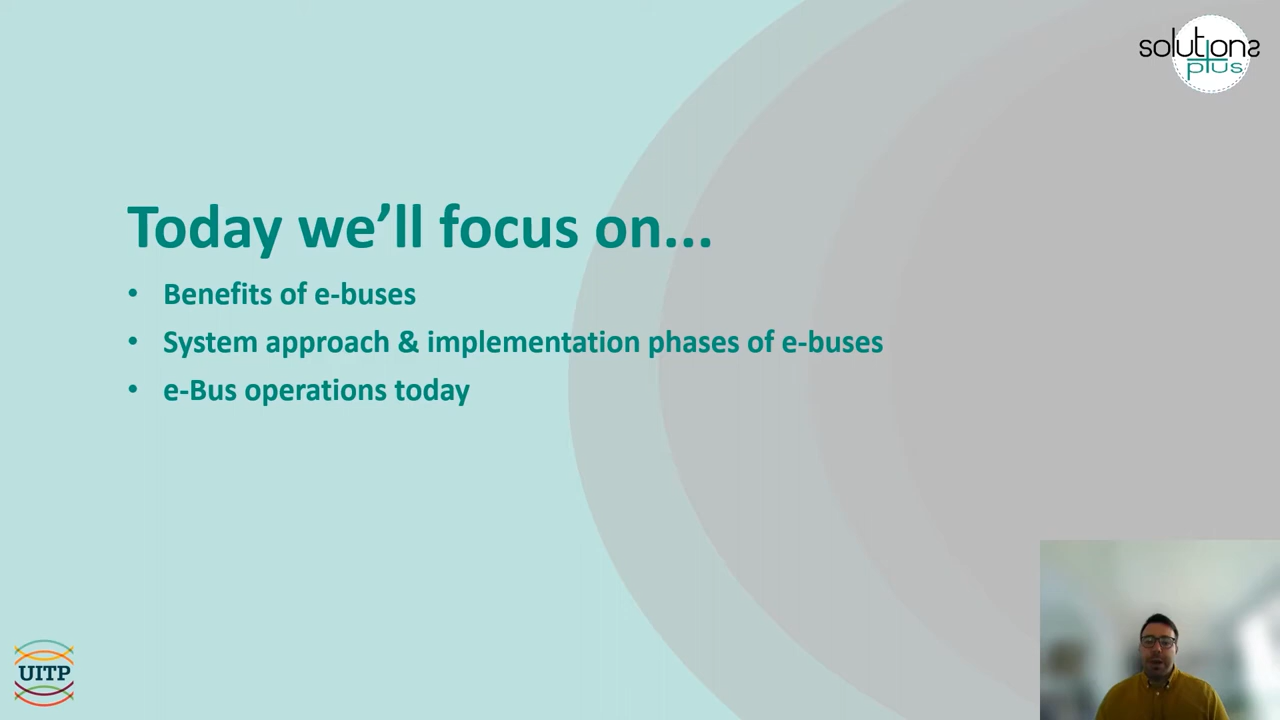 solutions
plus
Today we’ll focus on...
• Benefits of e-buses
• System approach & implementation phases of e-buses
• e-Bus operations today
UITP